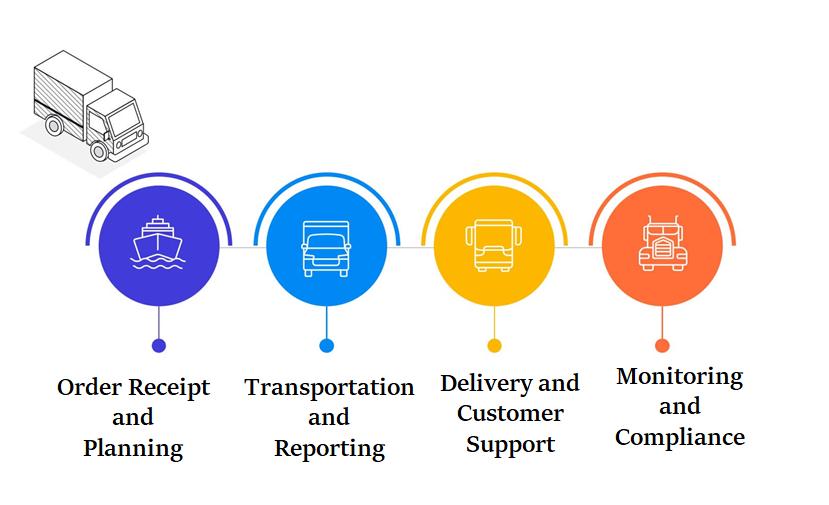 Order Receipt
and
Planning
Transportation
and
Reporting
Delivery and
Customer
Support
Monitoring
and
Compliance